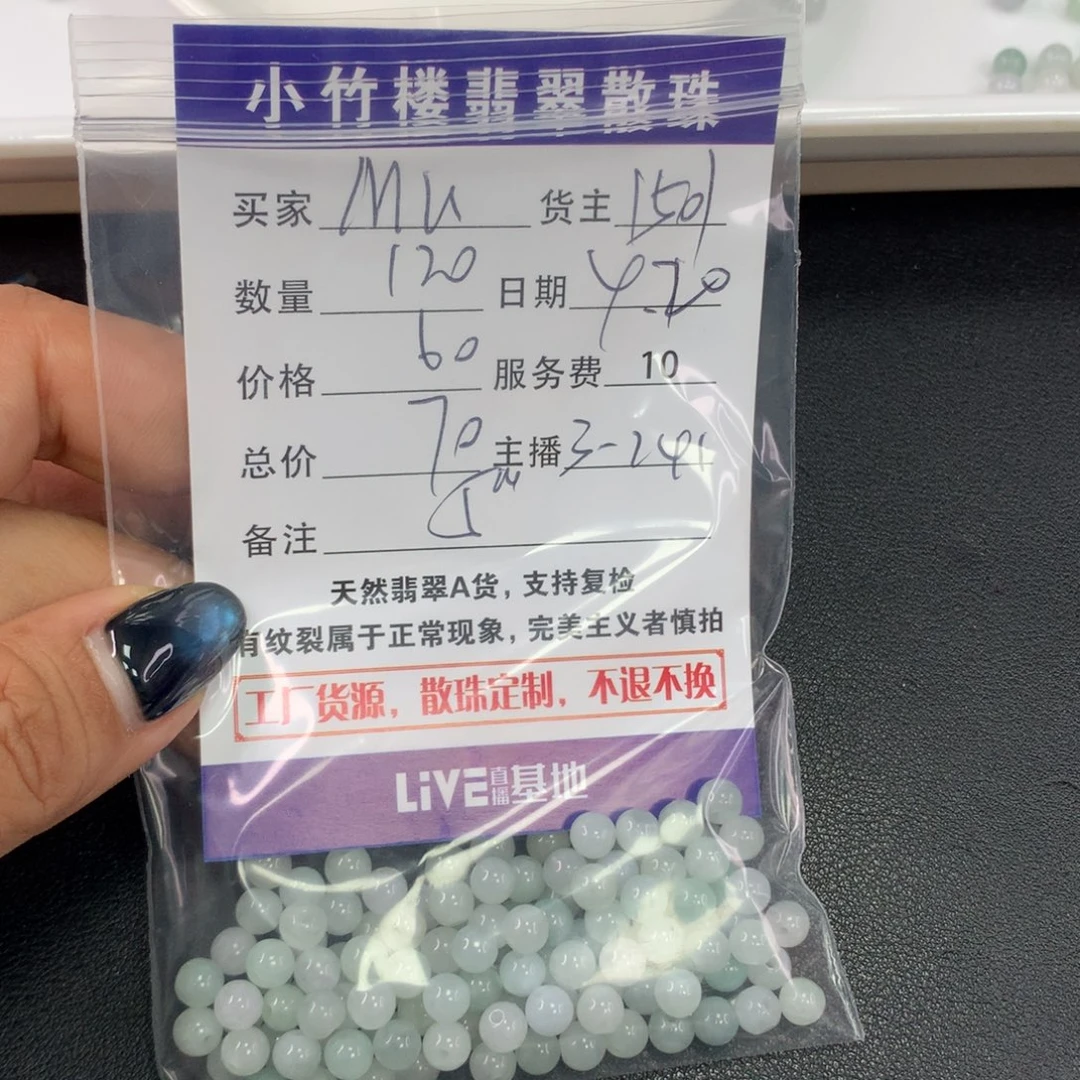 小竹楼翡翠散珠
买家 Mu 货主 1501
数量 120 日期 4.20
价格 60 服务费 10
总价 70 主播 3-241
备注
天然翡翠A货，支持复检
有纹裂属于正常现象，完美主义者慎拍
工厂货源，散珠定制，不退不换
LiVE直播基地